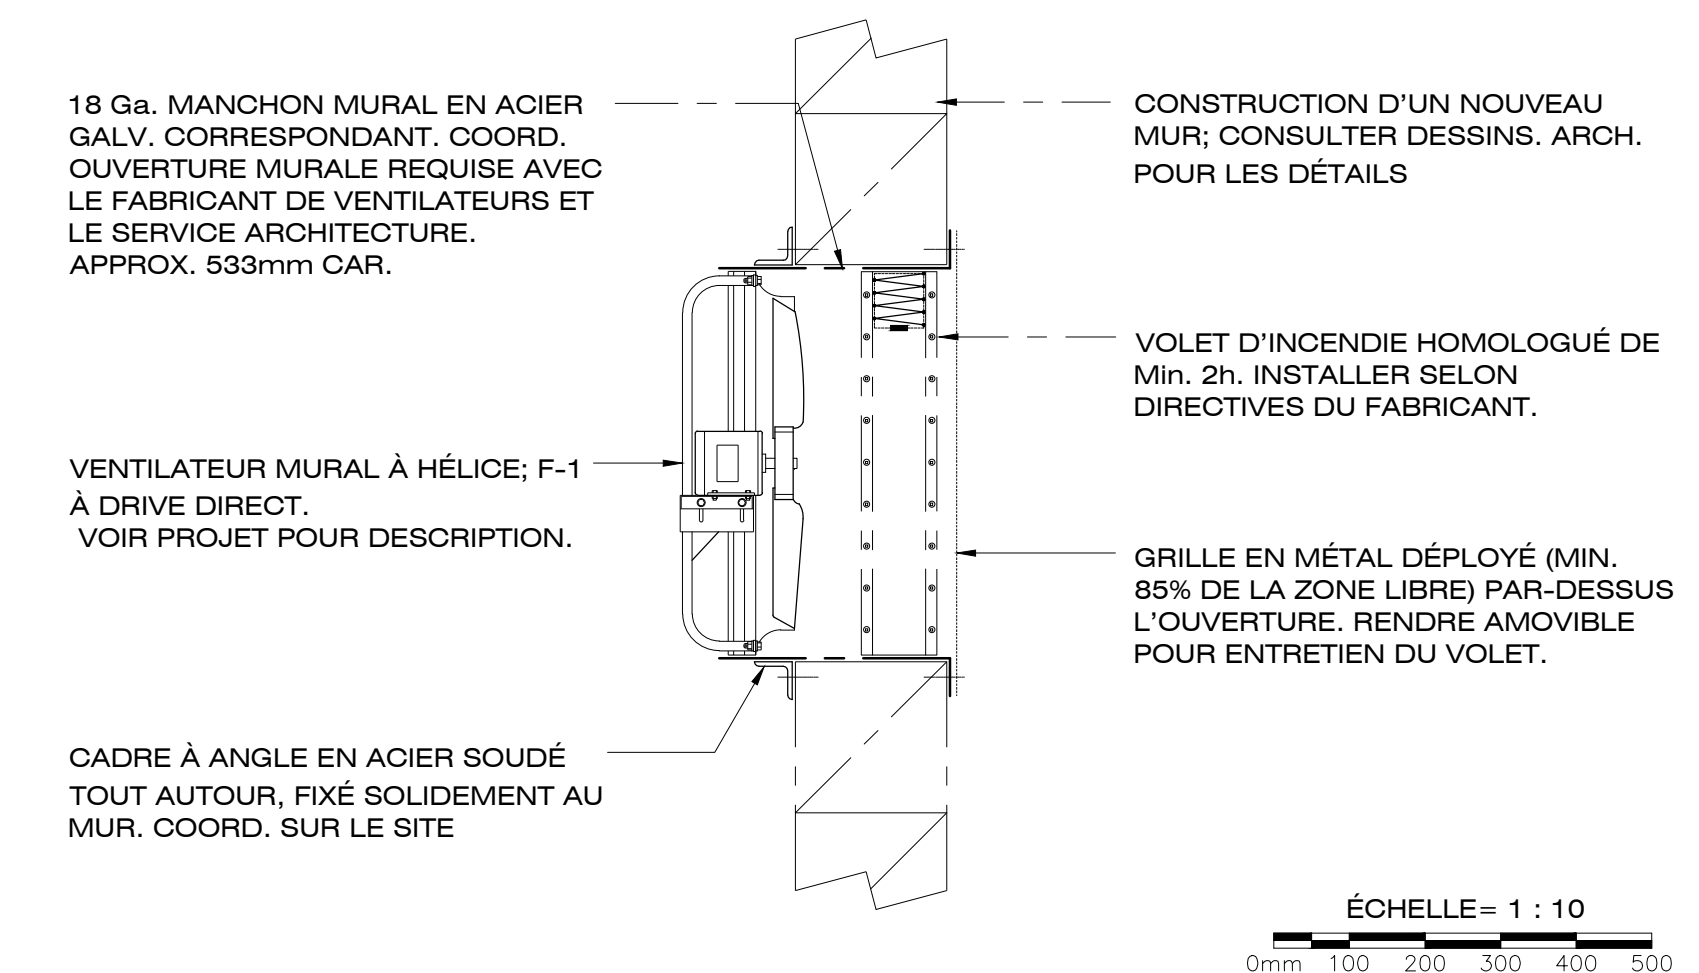 18 Ga. MANCHON MURAL EN ACIER
GALV. CORRESPONDANT. COORD.
OUVERTURE MURALE REQUISE AVEC
LE FABRICANT DE VENTILATEURS ET
LE SERVICE ARCHITECTURE.
APPROX. 533mm CAR.
VENTILATEUR MURAL À HÉLICE; F-1
À DRIVE DIRECT.
VOIR PROJET POUR DESCRIPTION.
CADRE À ANGLE EN ACIER SOUDÉ
TOUT AUTOUR, FIXÉ SOLIDEMENT AU
MUR. COORD. SUR LE SITE
CONSTRUCTION D'UN NOUVEAU
MUR; CONSULTER DESSINS. ARCH.
POUR LES DÉTAILS
VOLET D'INCENDIE HOMOLOGUÉ DE
Min. 2h. INSTALLER SELON
DIRECTIVES DU FABRICANT.
GRILLE EN MÉTAL DÉPLOYÉ (MIN.
85% DE LA ZONE LIBRE) PAR-DESSUS
L'OUVERTURE. RENDRE AMOVIBLE
POUR ENTRETIEN DU VOLET.
ÉCHELLE= 1 : 10
0mm 100 200 300 400 500